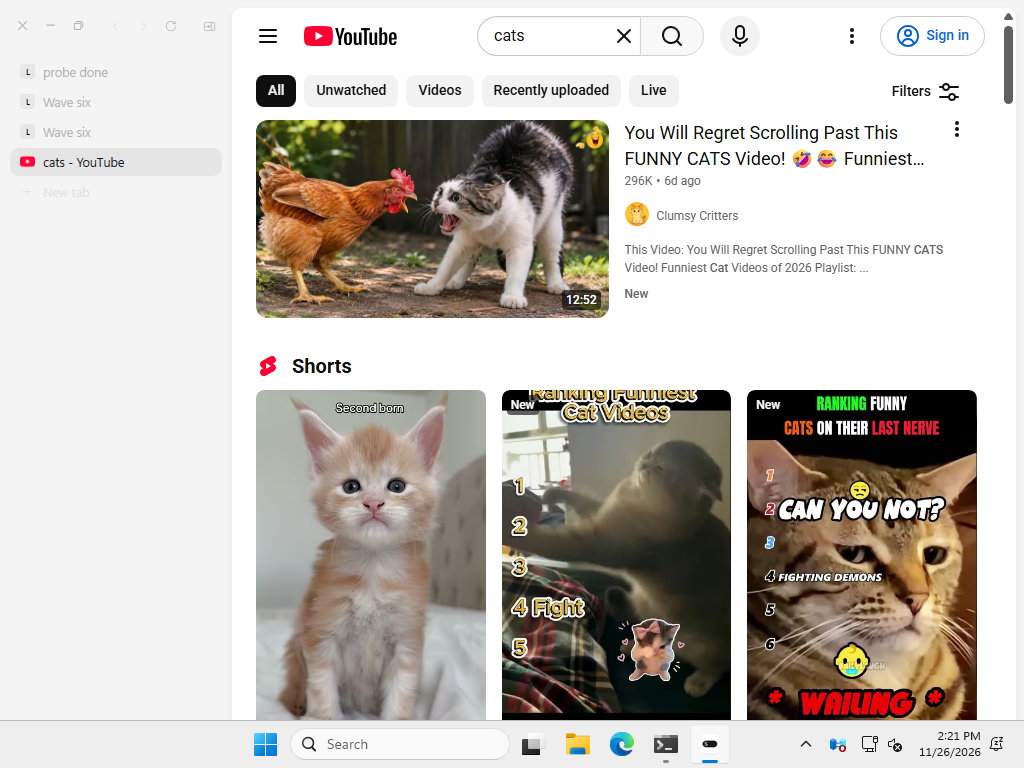 probe done
Wave six
Wave six
cats - YouTube
New tab
YouTube
cats
Sign in
All
Unwatched
Videos
Recently uploaded
Live
Filters
12:52
You Will Regret Scrolling Past This
FUNNY CATS Video! 🤣 😂 Funniest…
296K • 6d ago
Clumsy Critters
This Video: You Will Regret Scrolling Past This FUNNY CATS
Video! Funniest Cat Videos of 2026 Playlist: ...
New
Shorts
Second born
New
Ranking Funniest
Cat Videos
1
2
3
4 Fight
5
New
RANKING FUNNY
CATS ON THEIR LAST NERVE
1
2 CAN YOU NOT?
3
4 FIGHTING DEMONS
5
6
* WAILING *
Search
2:21 PM
11/26/2026